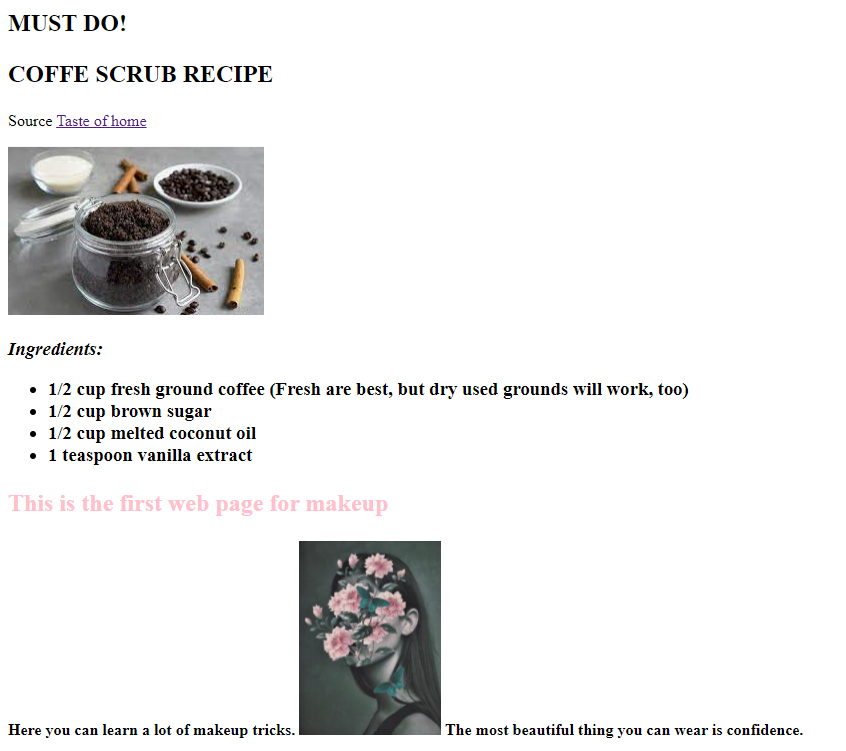 MUST DO!
COFFE SCRUB RECIPE
Source Taste of home
Ingredients:
1/2 cup fresh ground coffee (Fresh are best, but dry used grounds will work, too)
1/2 cup brown sugar
1/2 cup melted coconut oil
1 teaspoon vanilla extract
This is the first web page for makeup
Here you can learn a lot of makeup tricks. The most beautiful thing you can wear is confidence.